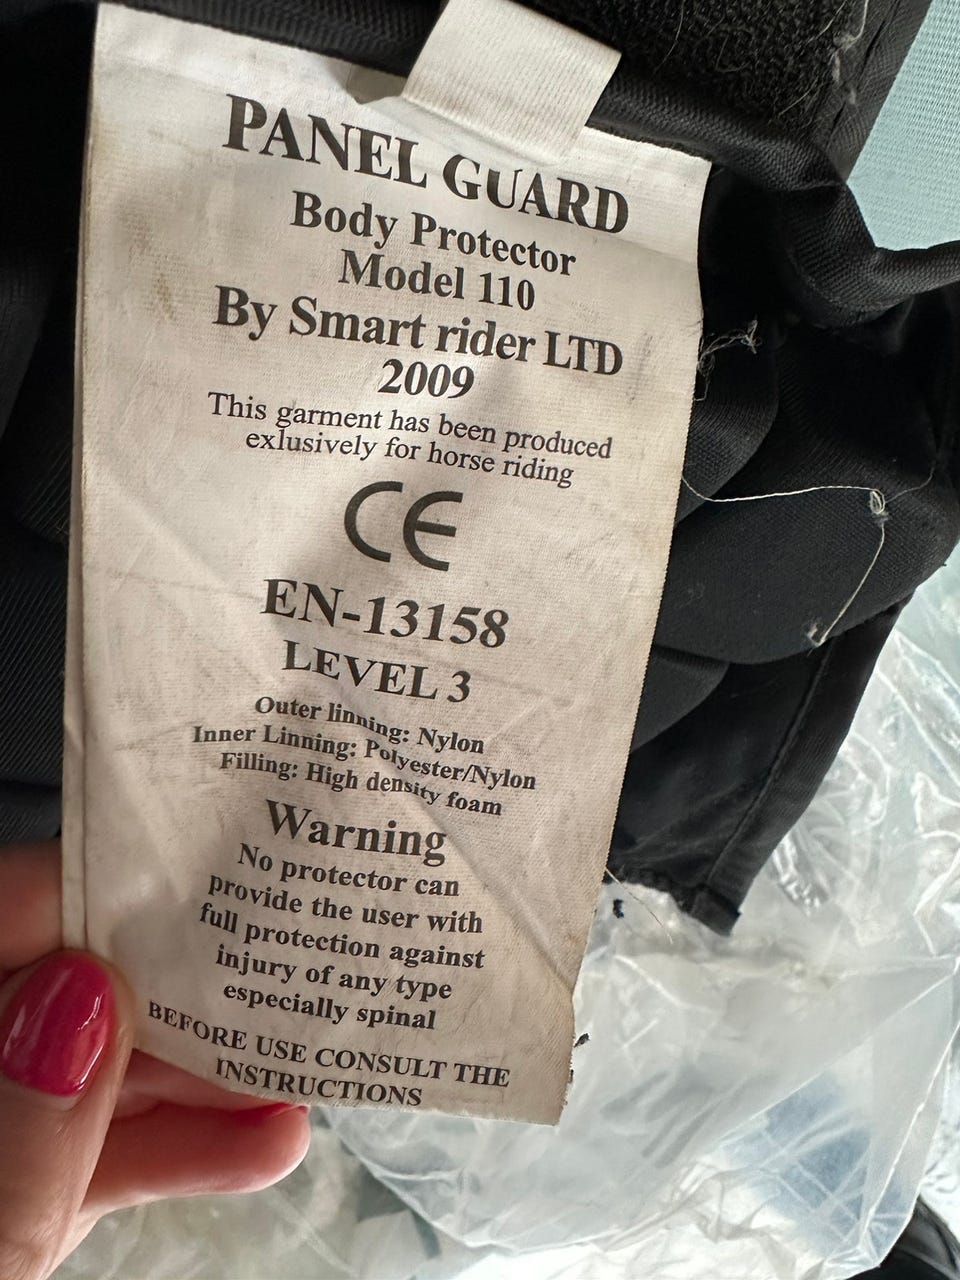 PANEL GUARD
Body Protector
Model 110
By Smart rider LTD
2009
This garment has been produced
exlusively for horse riding
CE
EN-13158
LEVEL 3
Outer linning: Nylon
Inner Linning: Polyester/Nylon
Filling: High density foam
Warning
No protector can
provide the user with
full protection against
injury of any type
especially spinal
BEFORE USE CONSULT THE
INSTRUCTIONS